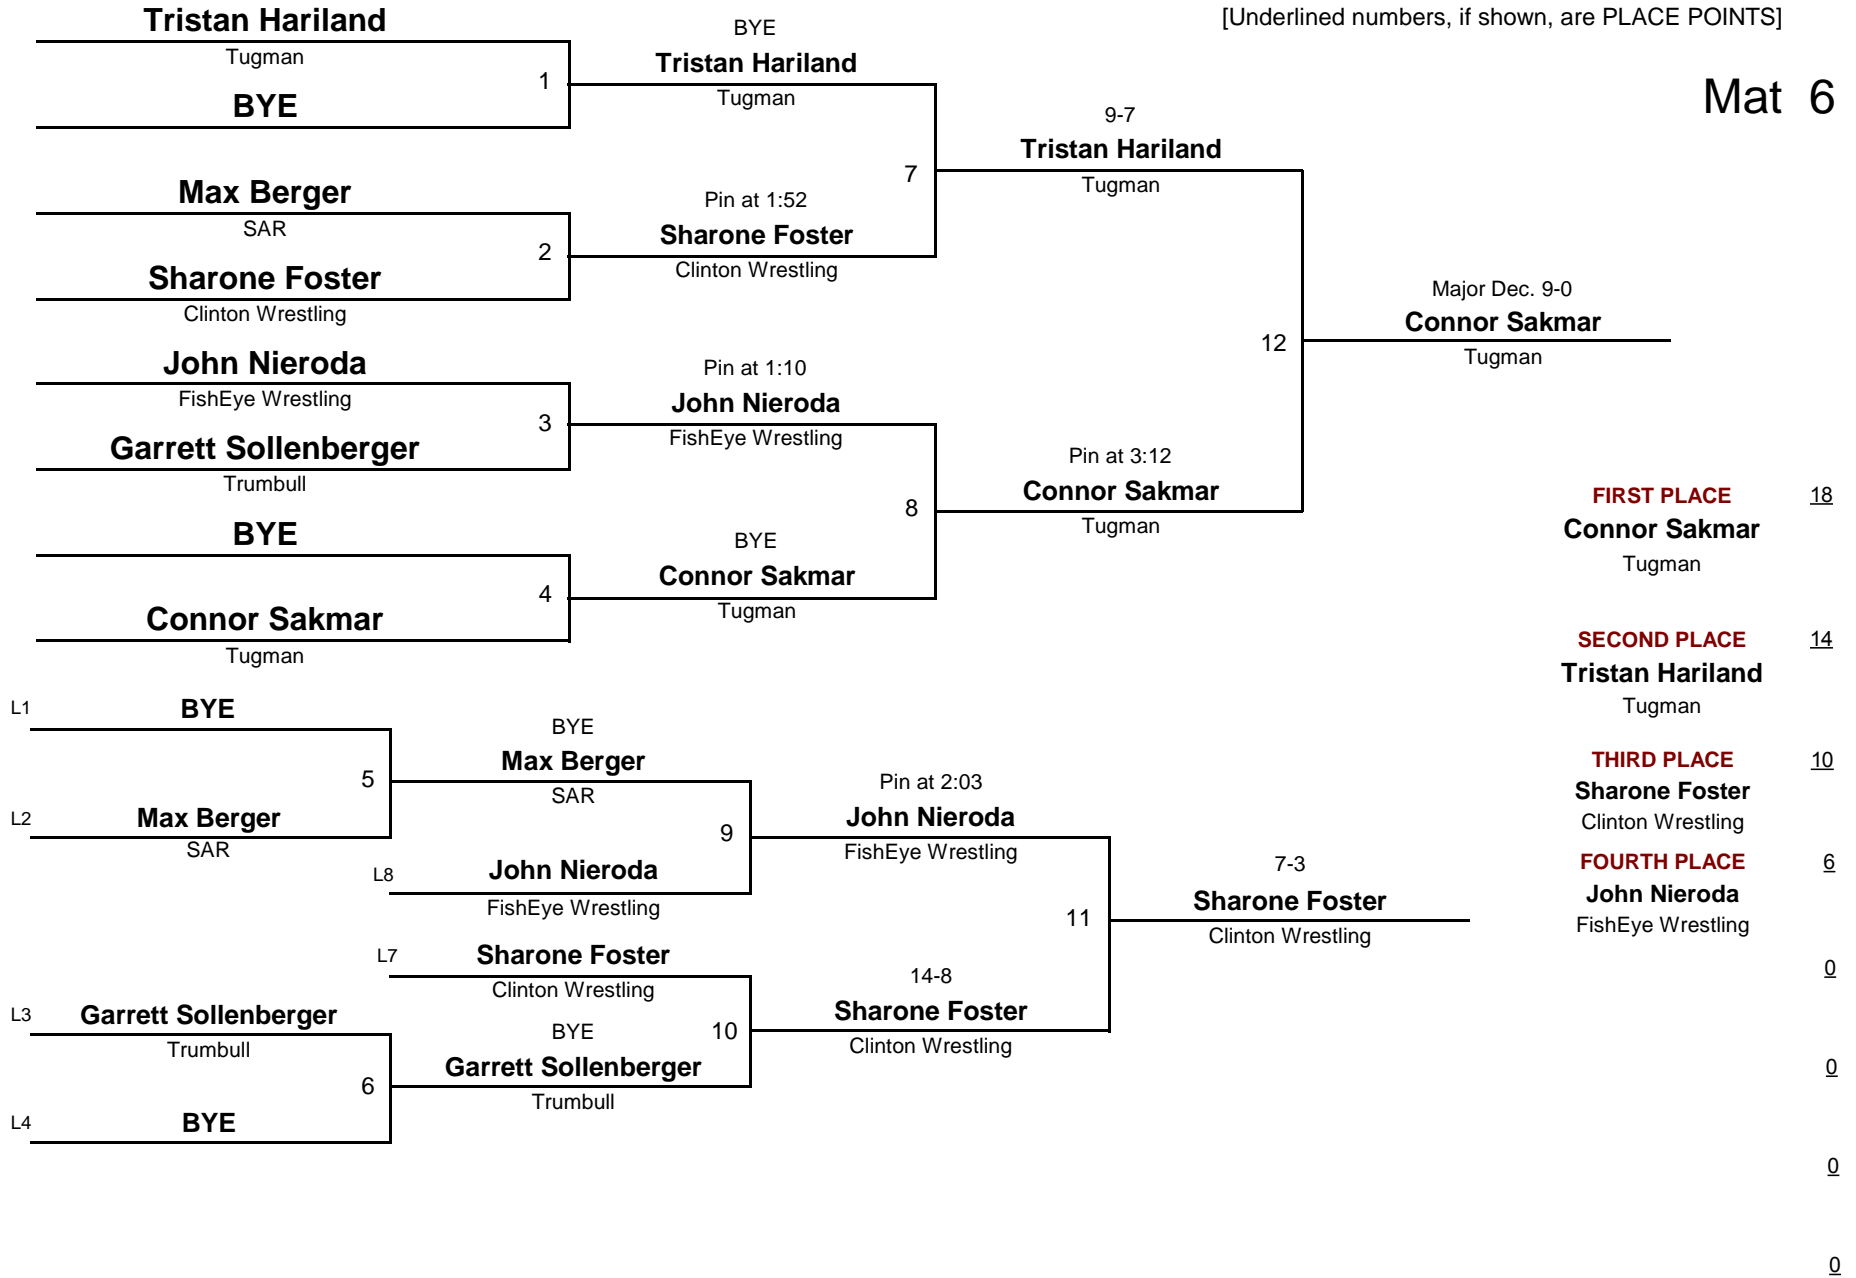 [Underlined numbers, if shown, are PLACE POINTS]
Mat 6
Tristan Hariland
Tugman
1
BYE
Max Berger
SAR
2
Sharone Foster
Clinton Wrestling
John Nieroda
FishEye Wrestling
3
Garrett Sollenberger
Trumbull
BYE
4
Connor Sakmar
Tugman
BYE
Tristan Hariland
Tugman
7
Pin at 1:52
Sharone Foster
Clinton Wrestling
Pin at 1:10
John Nieroda
FishEye Wrestling
8
BYE
Connor Sakmar
Tugman
9-7
Tristan Hariland
Tugman
12
Pin at 3:12
Connor Sakmar
Tugman
Major Dec. 9-0
Connor Sakmar
Tugman
L1
BYE
5
L2
Max Berger
SAR
BYE
Max Berger
SAR
9
L8
John Nieroda
FishEye Wrestling
L7
Sharone Foster
Clinton Wrestling
L3
Garrett Sollenberger
Trumbull
6
L4
BYE
BYE
10
Garrett Sollenberger
Trumbull
Pin at 2:03
John Nieroda
FishEye Wrestling
11
14-8
Sharone Foster
Clinton Wrestling
7-3
Sharone Foster
Clinton Wrestling
FIRST PLACE 18
Connor Sakmar
Tugman
SECOND PLACE 14
Tristan Hariland
Tugman
THIRD PLACE 10
Sharone Foster
Clinton Wrestling
FOURTH PLACE 6
John Nieroda
FishEye Wrestling
0
0
0
0